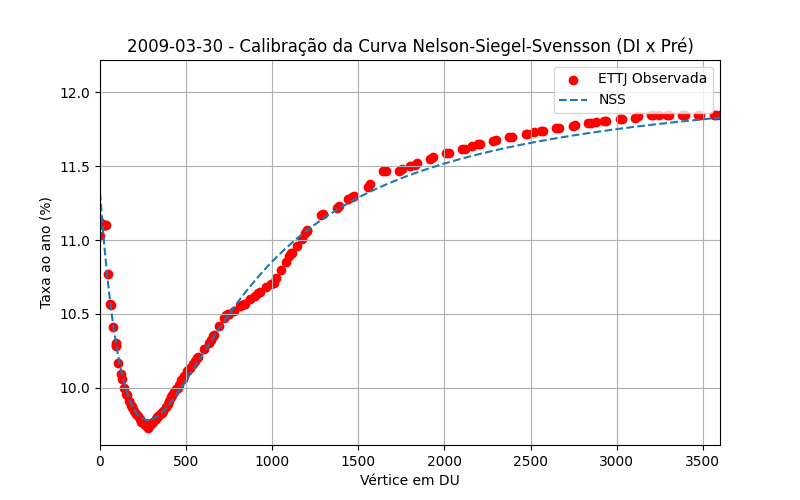 2009-03-30 - Calibração da Curva Nelson-Siegel-Svensson (DI x Pré)
ETTJ Observada
NSS
Taxa ao ano (%)
12.0
11.5
11.0
10.5
10.0
0 500 1000 1500 2000 2500 3000 3500
Vértice em DU